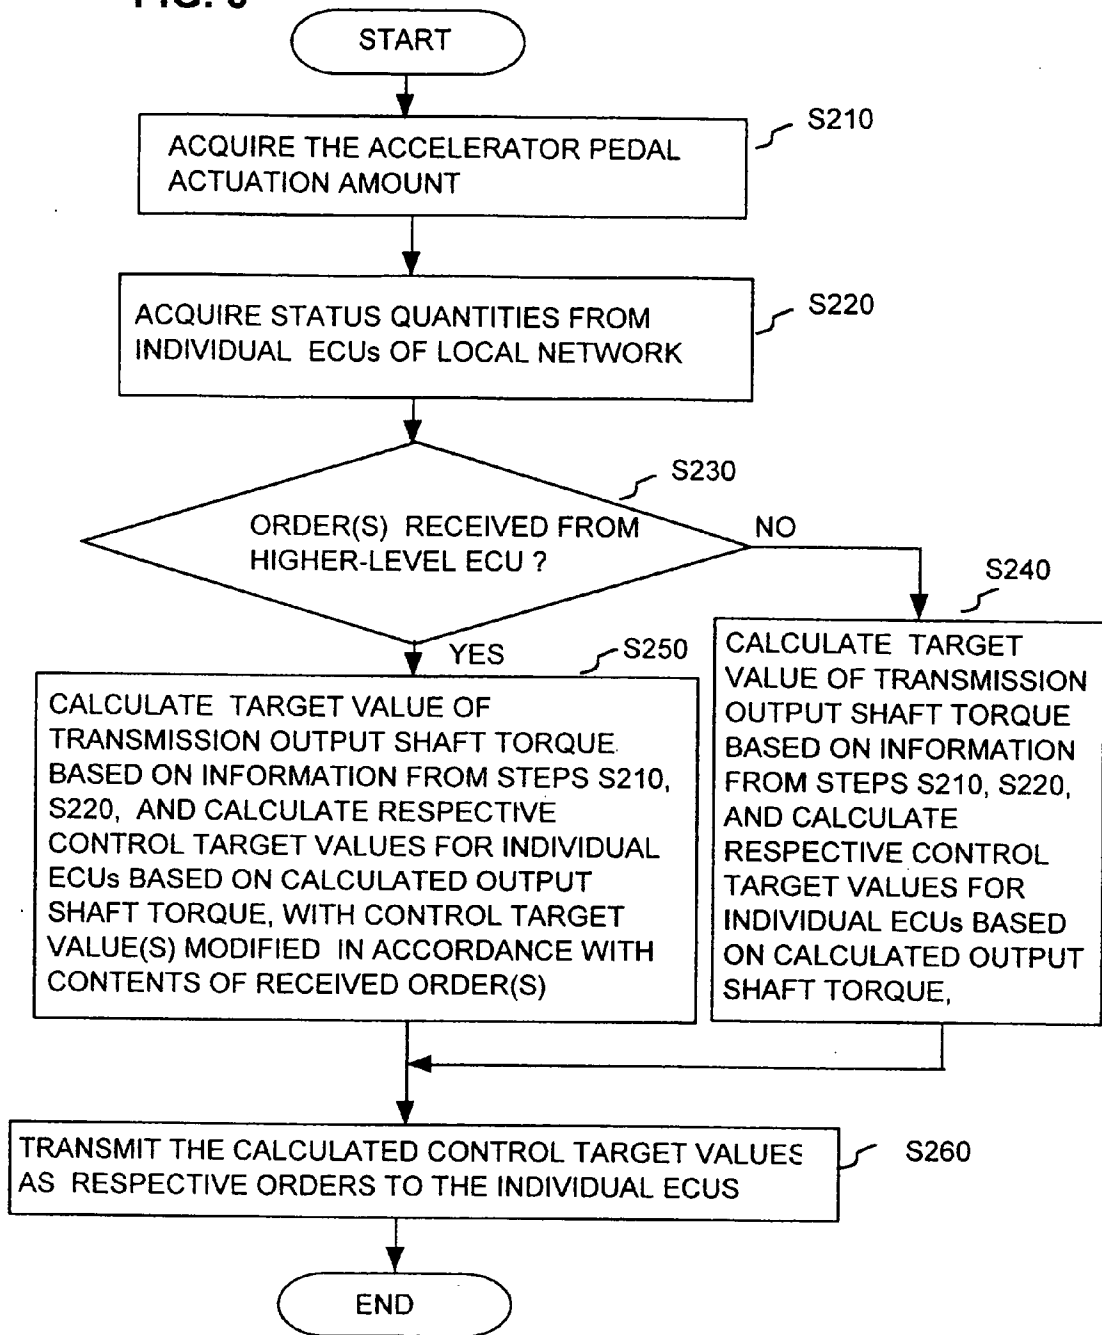 START
S210
ACQUIRE THE ACCELERATOR PEDAL
ACTUATION AMOUNT
S220
ACQUIRE STATUS QUANTITIES FROM
INDIVIDUAL ECUs OF LOCAL NETWORK
S230
ORDER(S) RECEIVED FROM
HIGHER-LEVEL ECU ?
NO
S240
YES
S250
CALCULATE TARGET VALUE OF
TRANSMISSION OUTPUT SHAFT TORQUE
BASED ON INFORMATION FROM STEPS S210,
S220, AND CALCULATE RESPECTIVE
CONTROL TARGET VALUES FOR INDIVIDUAL
ECUs BASED ON CALCULATED OUTPUT
SHAFT TORQUE, WITH CONTROL TARGET
VALUE(S) MODIFIED IN ACCORDANCE WITH
CONTENTS OF RECEIVED ORDER(S)
CALCULATE TARGET
VALUE OF TRANSMISSION
OUTPUT SHAFT TORQUE
BASED ON INFORMATION
FROM STEPS S210, S220,
AND CALCULATE
RESPECTIVE CONTROL
TARGET VALUES FOR
INDIVIDUAL ECUs BASED
ON CALCULATED OUTPUT
SHAFT TORQUE,
S260
TRANSMIT THE CALCULATED CONTROL TARGET VALUES
AS RESPECTIVE ORDERS TO THE INDIVIDUAL ECUS
END